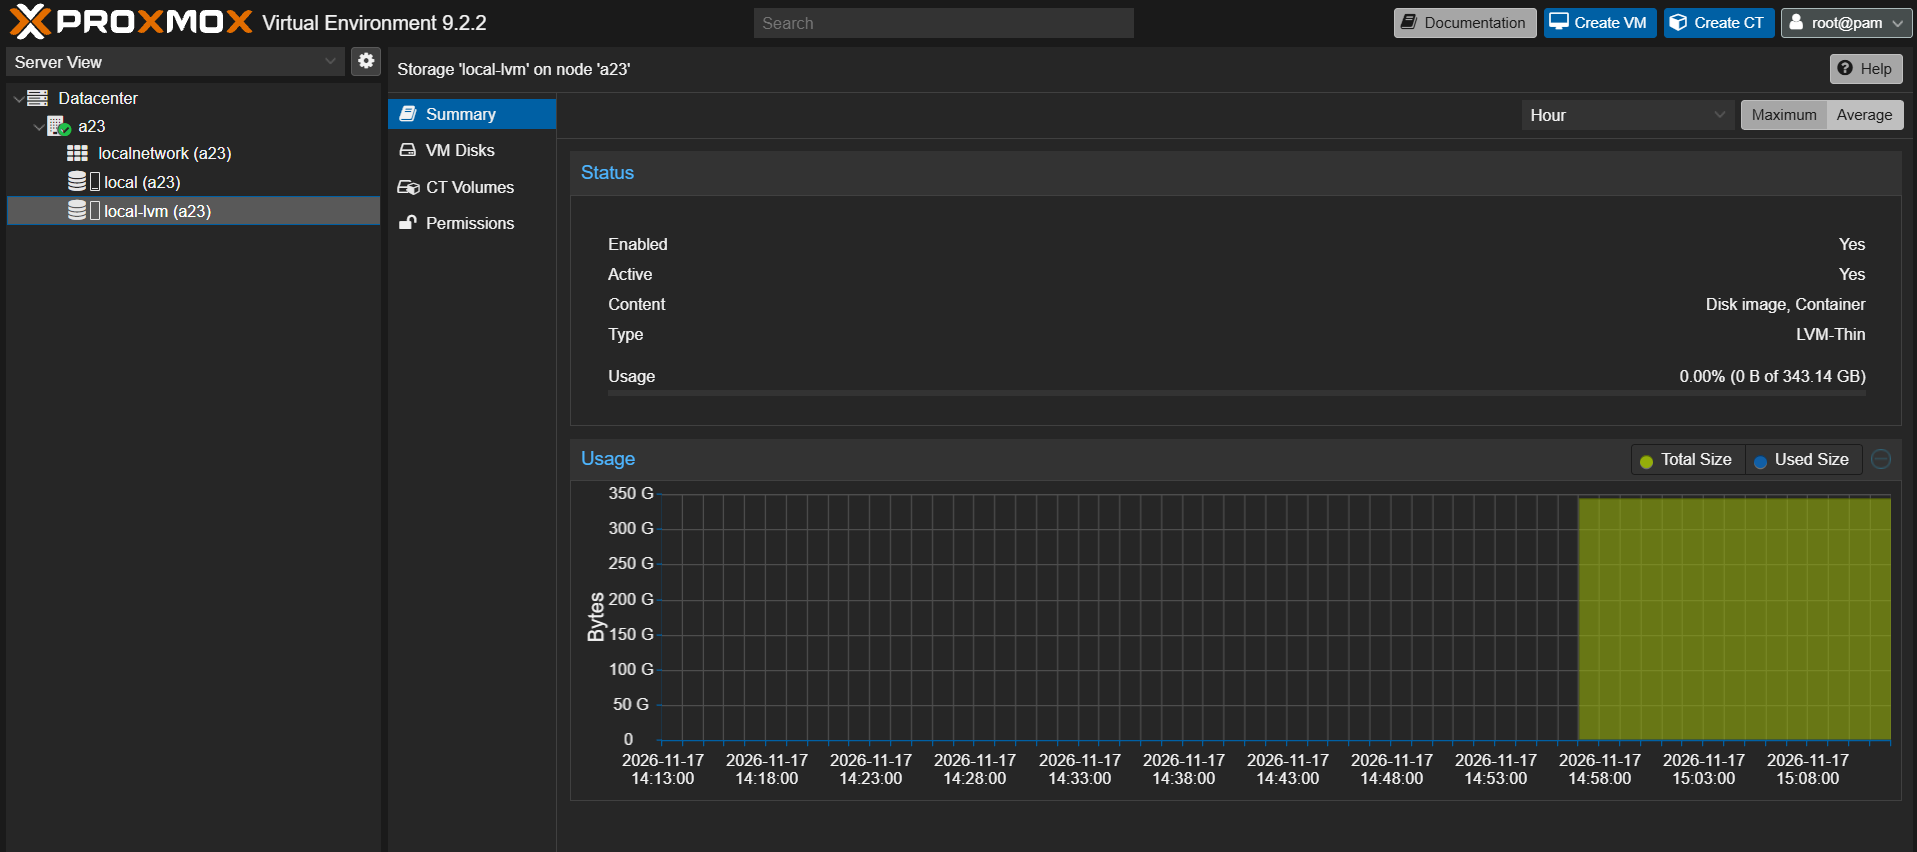 PROXMOX Virtual Environment 9.2.2
Search
Documentation
Create VM
Create CT
root@pam
Server View
Datacenter
a23
localnetwork (a23)
local (a23)
local-lvm (a23)
Storage 'local-lvm' on node 'a23'
Help
Summary
VM Disks
CT Volumes
Permissions
Hour
Maximum
Average
Status
Enabled Yes
Active Yes
Content Disk image, Container
Type LVM-Thin
Usage 0.00% (0 B of 343.14 GB)
Usage
Total Size
Used Size
Bytes
350 G
300 G
250 G
200 G
150 G
100 G
50 G
0
2026-11-17 14:13:00
2026-11-17 14:18:00
2026-11-17 14:23:00
2026-11-17 14:28:00
2026-11-17 14:33:00
2026-11-17 14:38:00
2026-11-17 14:43:00
2026-11-17 14:48:00
2026-11-17 14:53:00
2026-11-17 14:58:00
2026-11-17 15:03:00
2026-11-17 15:08:00